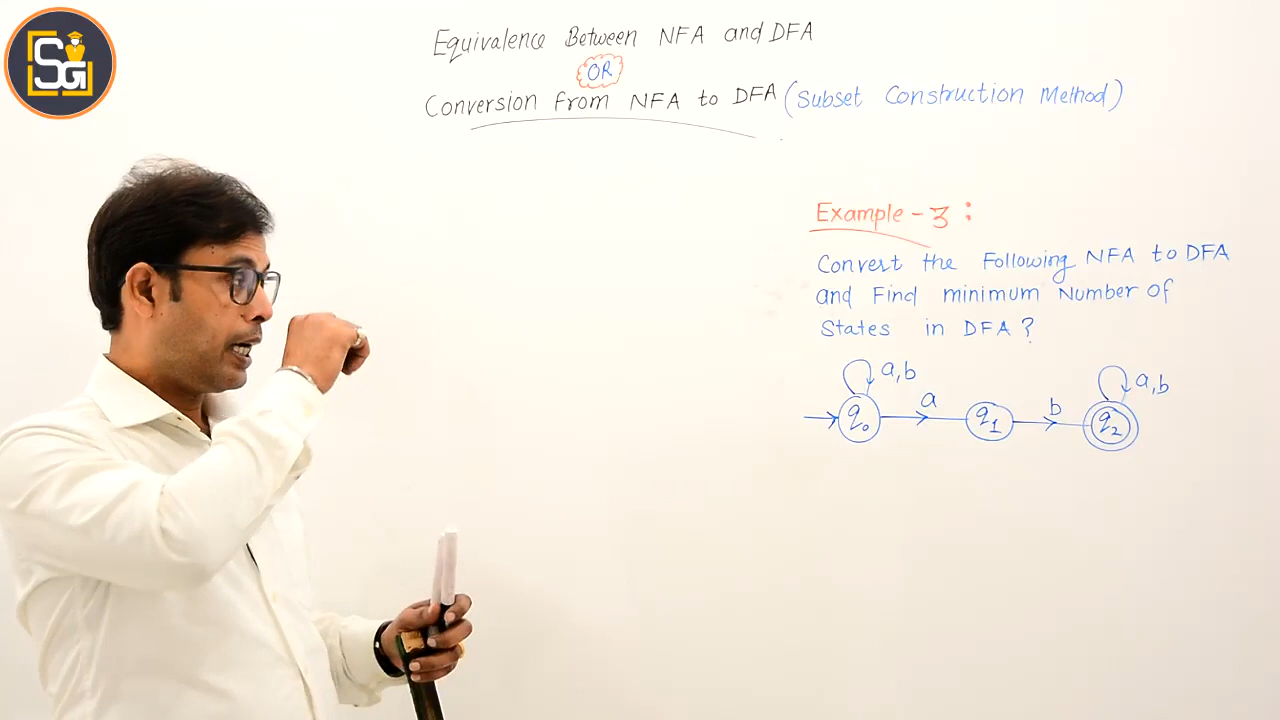 SG
Equivalence Between NFA and DFA
OR
Conversion from NFA to DFA (Subset Construction Method)
Example - 3 :
Convert the Following NFA to DFA
and Find minimum Number of
States in DFA ?
a,b
a,b
a
b
q0
q1
q2